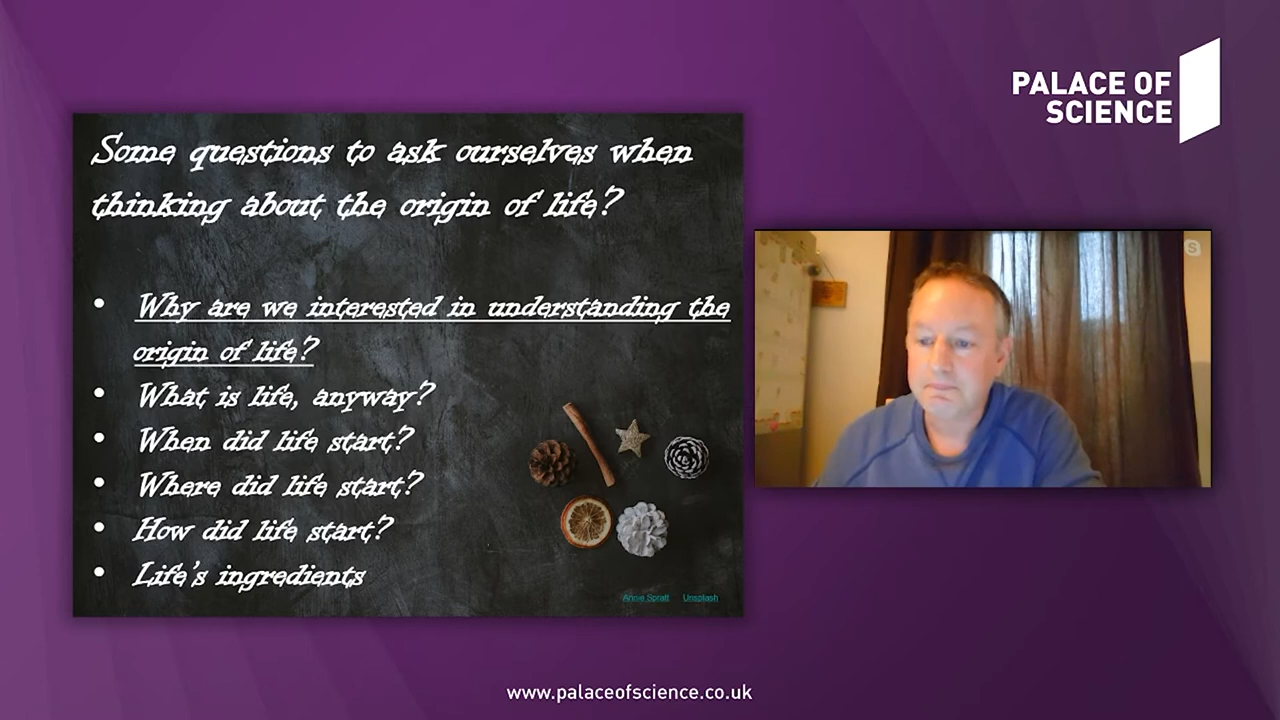 PALACE OF
SCIENCE
Some questions to ask ourselves when
thinking about the origin of life?
• Why are we interested in understanding the
origin of life?
• What is life, anyway?
• When did life start?
• Where did life start?
• How did life start?
• Life's ingredients
Annie Spratt Unsplash
www.palaceofscience.co.uk